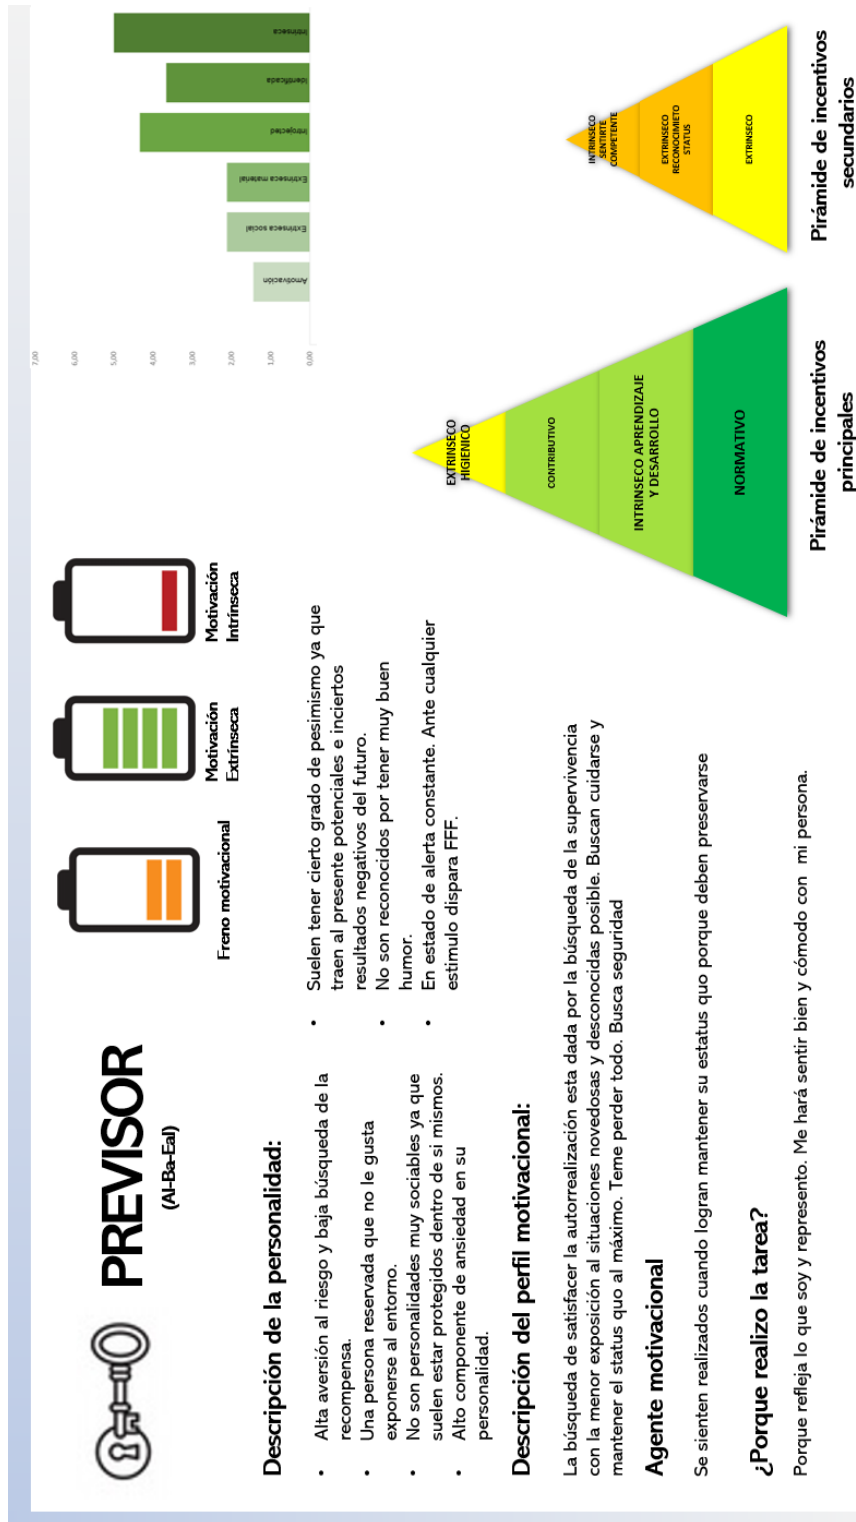 PREVISOR
(Al-Ba-Eal)
Freno motivacional
Motivación
Extrínseca
Motivación
Intrínseca
7,00
6,00
5,00
4,00
3,00
2,00
1,00
0,00
Amotivación
Extrinseca social
Extrinseca material
Introjected
Identificada
Intrinseca
Descripción de la personalidad:
• Alta aversión al riesgo y baja búsqueda de la
recompensa.
• Una persona reservada que no le gusta
exponerse al entorno.
• No son personalidades muy sociables ya que
suelen estar protegidos dentro de si mismos.
• Alto componente de ansiedad en su
personalidad.
• Suelen tener cierto grado de pesimismo ya que
traen al presente potenciales e inciertos
resultados negativos del futuro.
• No son reconocidos por tener muy buen
humor.
• En estado de alerta constante. Ante cualquier
estimulo dispara FFF.
Descripción del perfil motivacional:
La búsqueda de satisfacer la autorrealización esta dada por la búsqueda de la supervivencia
con la menor exposición al situaciones novedosas y desconocidas posible. Buscan cuidarse y
mantener el status quo al máximo. Teme perder todo. Busca seguridad
Agente motivacional
Se sienten realizados cuando logran mantener su estatus quo porque deben preservarse
¿Porque realizo la tarea?
Porque refleja lo que soy y represento. Me hará sentir bien y cómodo con mi persona.
EXTRINSECO
HIGIENICO
CONTRIBUTIVO
INTRINSECO APRENDIZAJE
Y DESARROLLO
NORMATIVO
Pirámide de incentivos
principales
INTRINSECO
SENTIRTE
COMPETENTE
EXTRINSECO
RECONOCIMIETO
STATUS
EXTRINSECO
Pirámide de incentivos
secundarios